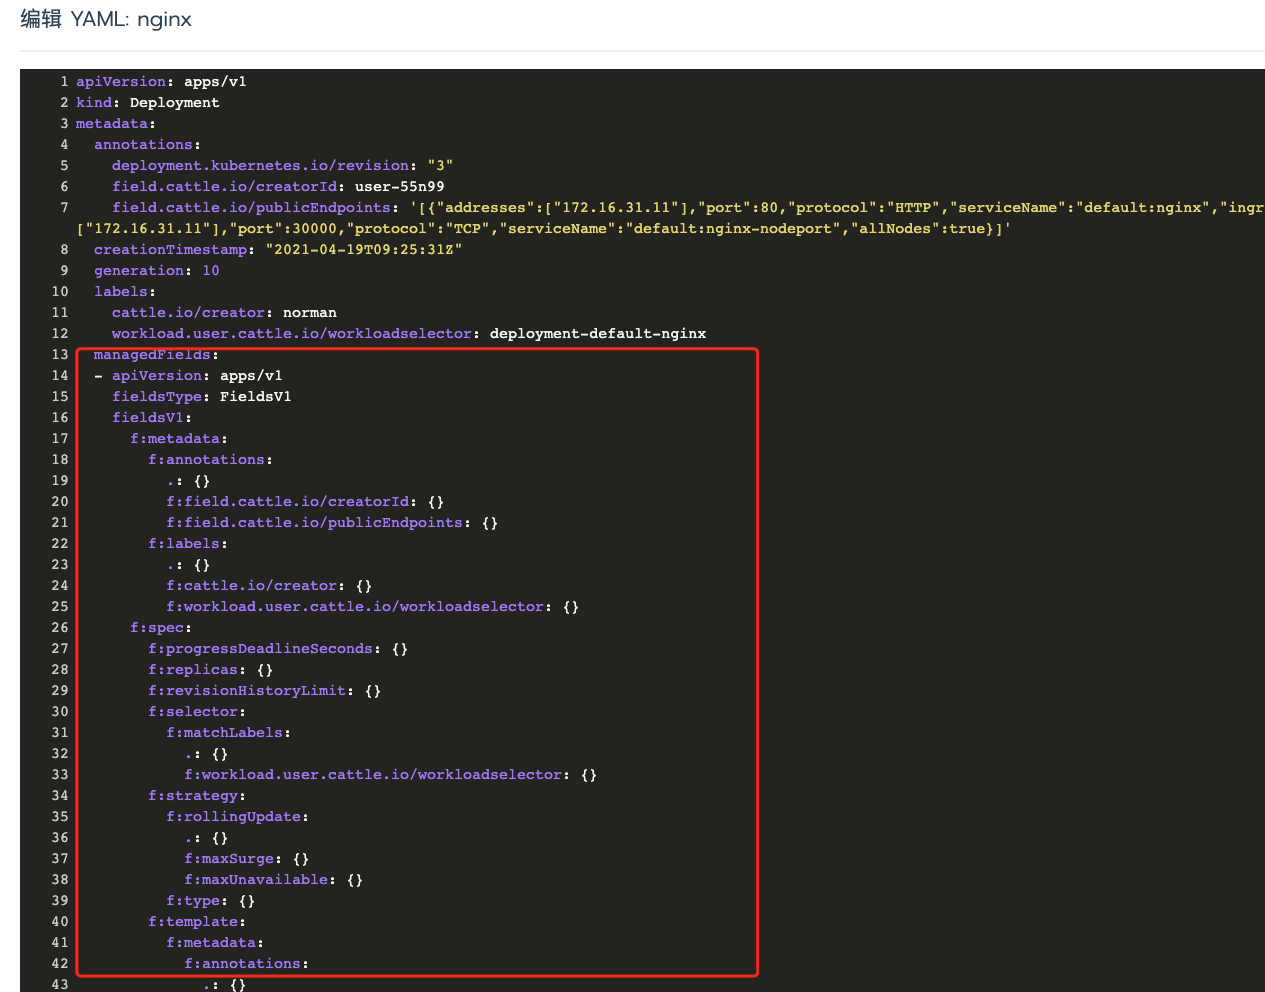 编辑 YAML: nginx
1 apiVersion: apps/v1
2 kind: Deployment
3 metadata:
4   annotations:
5     deployment.kubernetes.io/revision: "3"
6     field.cattle.io/creatorId: user-55n99
7     field.cattle.io/publicEndpoints: '[{"addresses":["172.16.31.11"],"port":80,"protocol":"HTTP","serviceName":"default:nginx","ingr
["172.16.31.11"],"port":30000,"protocol":"TCP","serviceName":"default:nginx-nodeport","allNodes":true}]'
8   creationTimestamp: "2021-04-19T09:25:31Z"
9   generation: 10
10   labels:
11     cattle.io/creator: norman
12     workload.user.cattle.io/workloadselector: deployment-default-nginx
13   managedFields:
14   - apiVersion: apps/v1
15     fieldsType: FieldsV1
16     fieldsV1:
17       f:metadata:
18         f:annotations:
19           .: {}
20           f:field.cattle.io/creatorId: {}
21           f:field.cattle.io/publicEndpoints: {}
22         f:labels:
23           .: {}
24           f:cattle.io/creator: {}
25           f:workload.user.cattle.io/workloadselector: {}
26       f:spec:
27         f:progressDeadlineSeconds: {}
28         f:replicas: {}
29         f:revisionHistoryLimit: {}
30         f:selector:
31           f:matchLabels:
32             .: {}
33             f:workload.user.cattle.io/workloadselector: {}
34         f:strategy:
35           f:rollingUpdate:
36             .: {}
37             f:maxSurge: {}
38             f:maxUnavailable: {}
39           f:type: {}
40         f:template:
41           f:metadata:
42             f:annotations:
43               .: {}